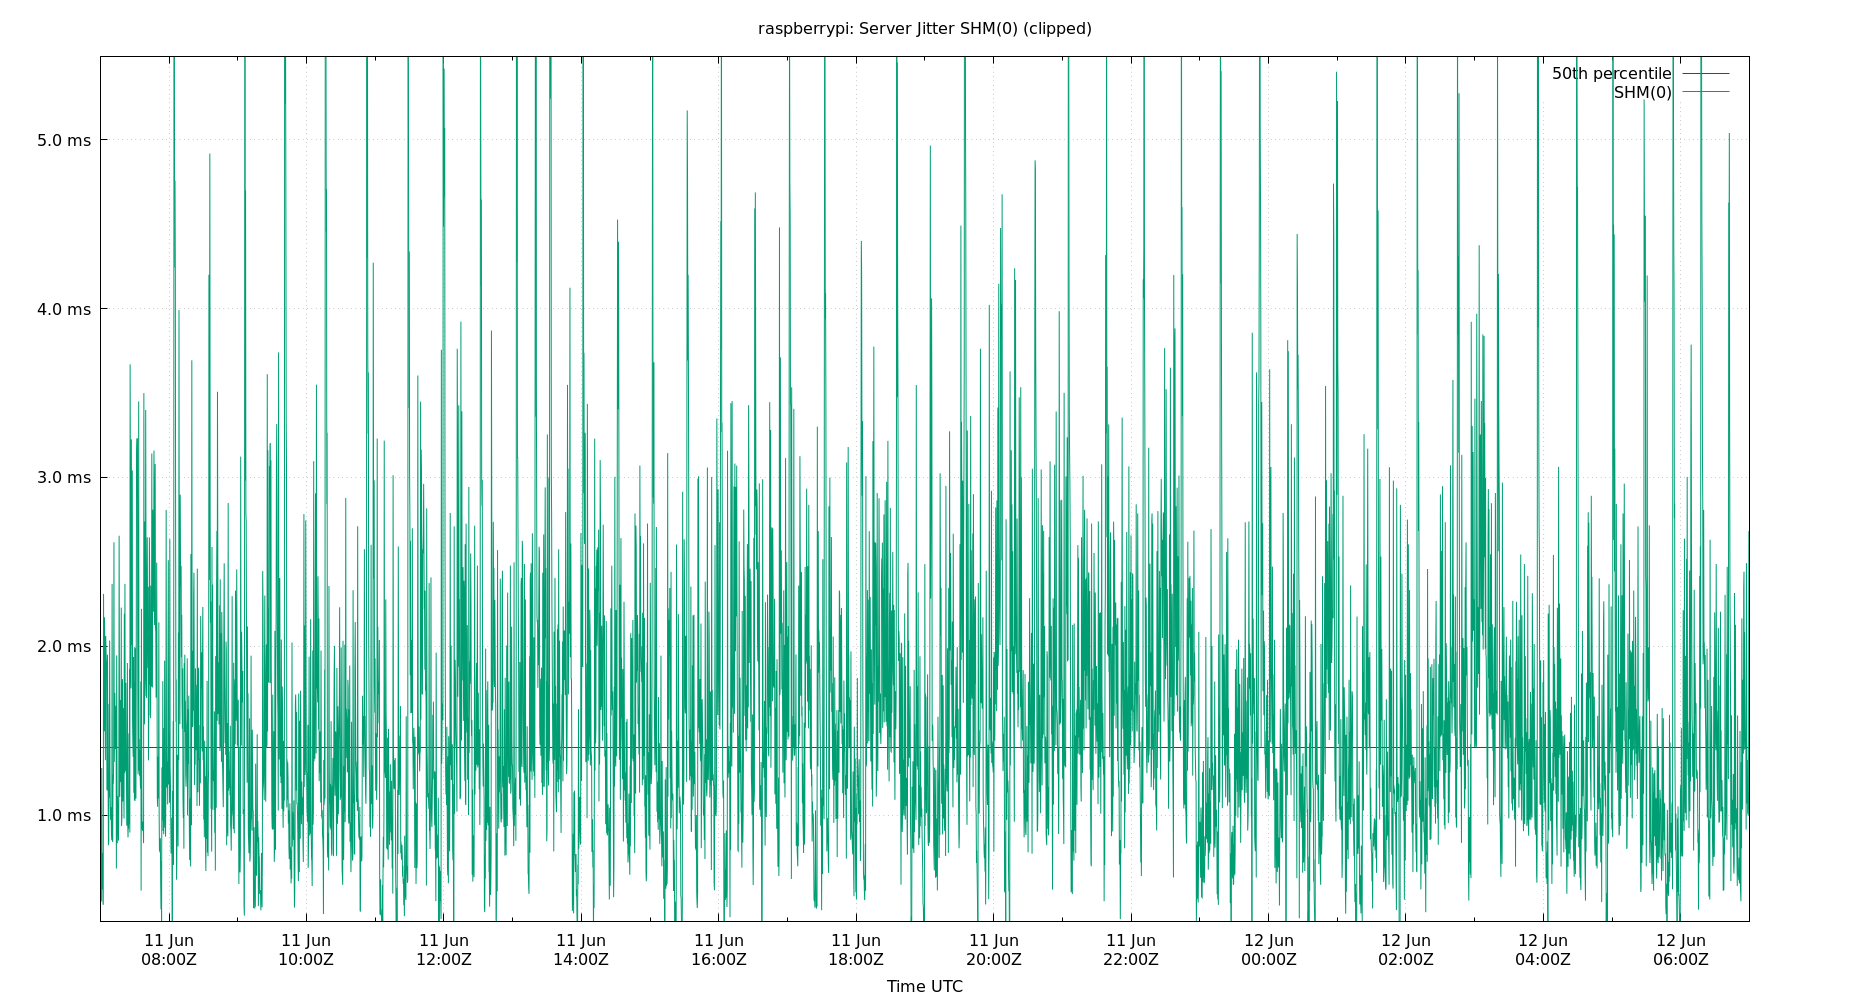 raspberrypi: Server Jitter SHM(0) (clipped)
50th percentile
SHM(0)
5.0 ms
4.0 ms
3.0 ms
2.0 ms
1.0 ms
11 Jun 11 Jun 11 Jun 11 Jun 11 Jun 11 Jun 11 Jun 11 Jun 12 Jun 12 Jun 12 Jun 12 Jun
08:00Z 10:00Z 12:00Z 14:00Z 16:00Z 18:00Z 20:00Z 22:00Z 00:00Z 02:00Z 04:00Z 06:00Z
Time UTC